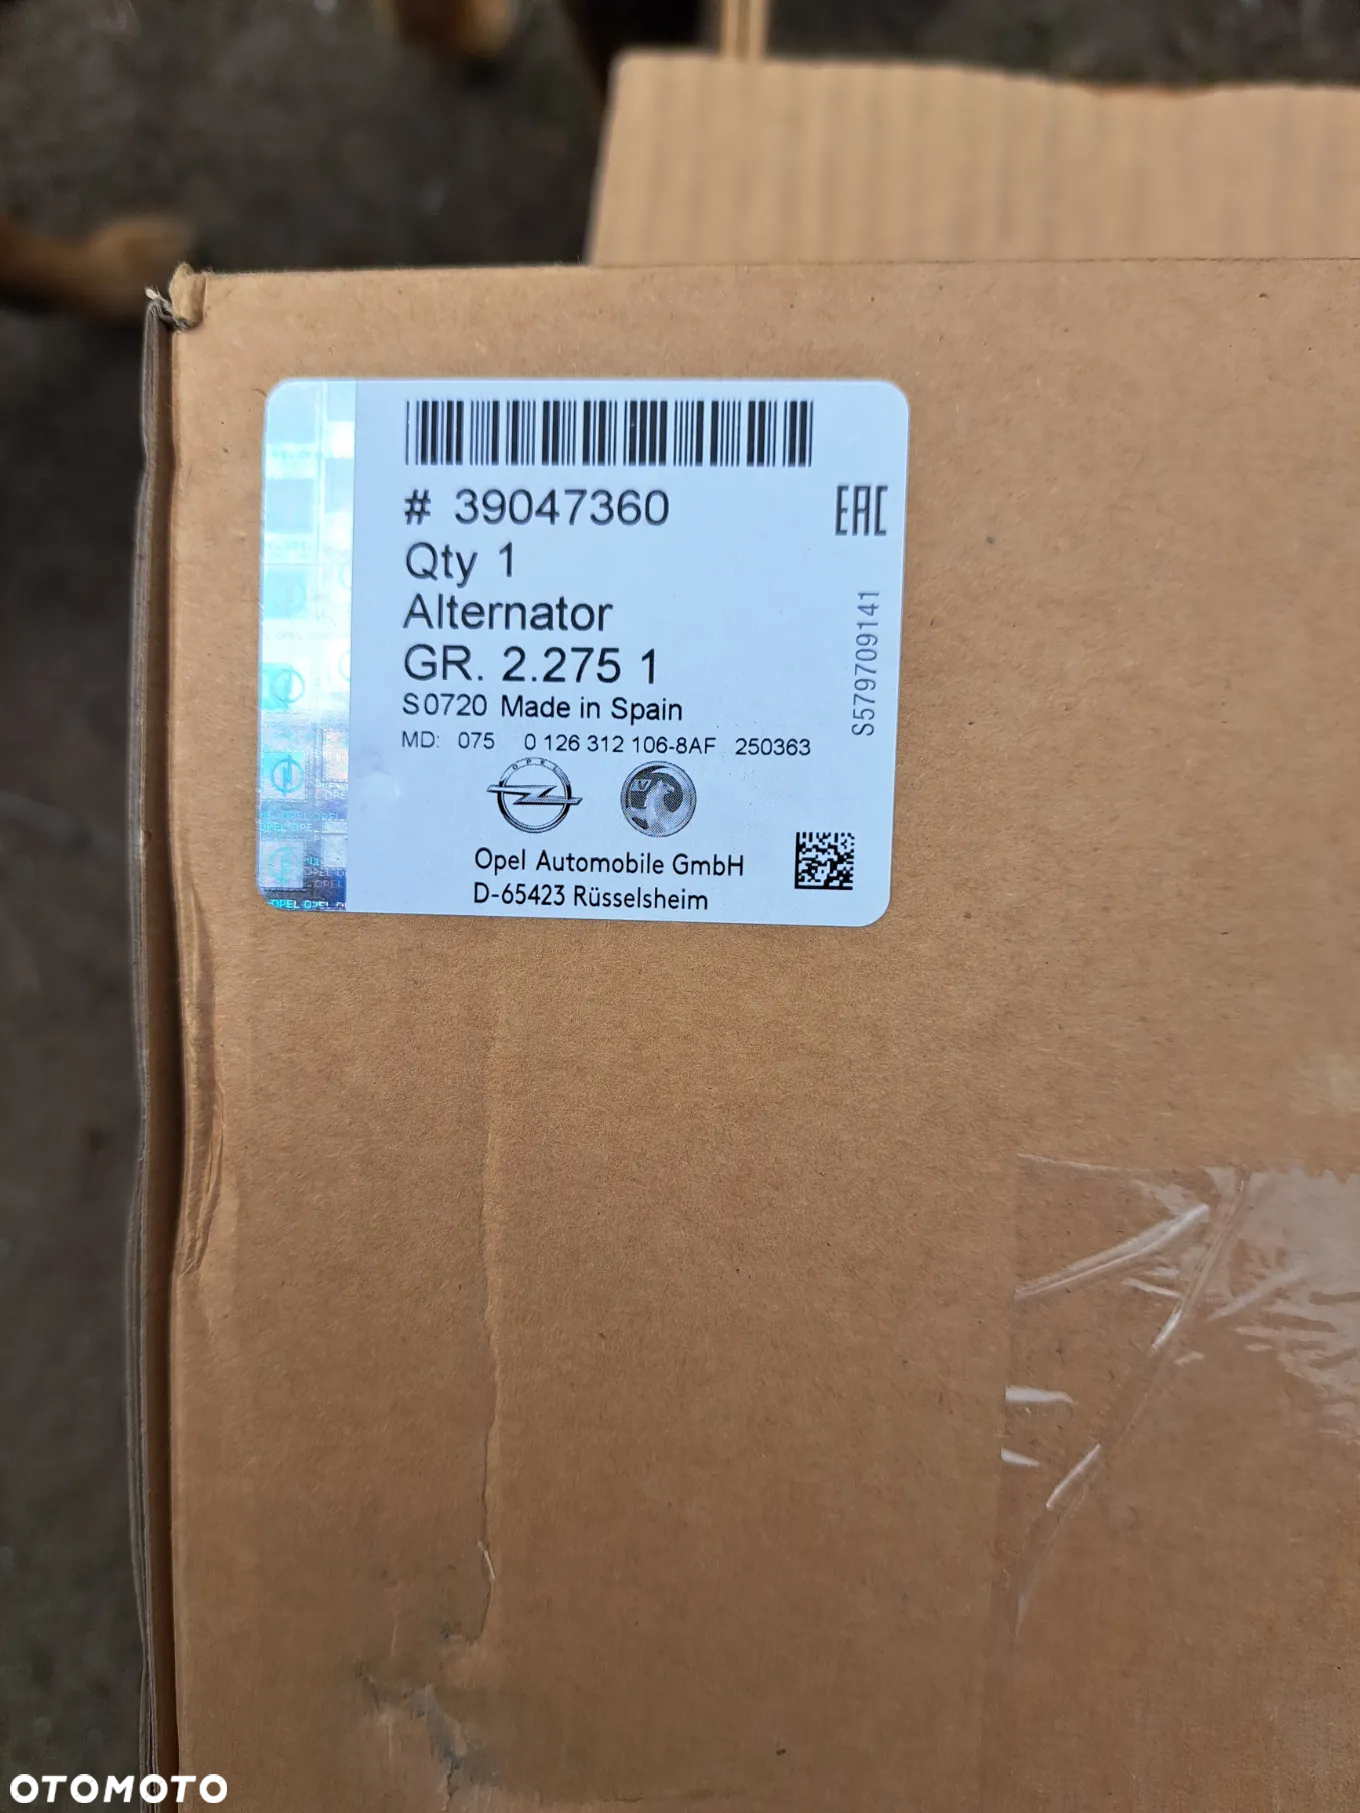 # 39047360
EAC
Qty 1
Alternator
GR. 2.275 1
S0720 Made in Spain
MD: 075 0 126 312 106-8AF 250363
S579709141
OPEL
Opel Automobile GmbH
D-65423 Rüsselsheim
OTOMOTO